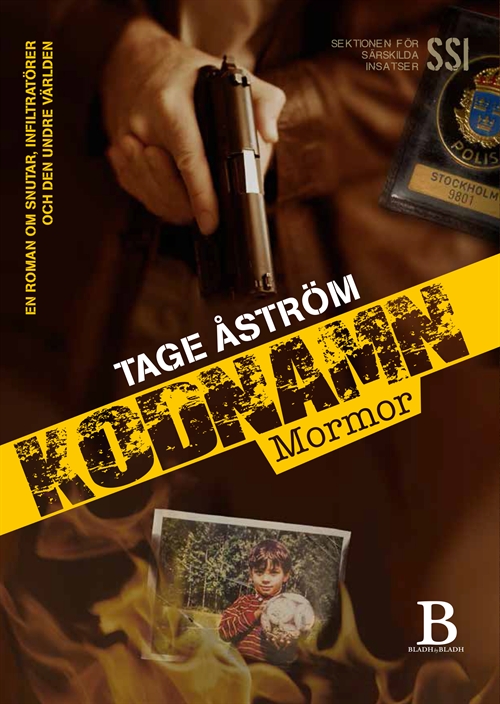 EN ROMAN OM SNUTAR, INFILTRATÖRER
OCH DEN UNDRE VÄRLDEN
SEKTIONEN FÖR
SÄRSKILDA
INSATSER
SSI
POLIS
STOCKHOLM
9801
TAGE ÅSTRÖM
KODNAMN
Mormor
B
BLADH by BLADH